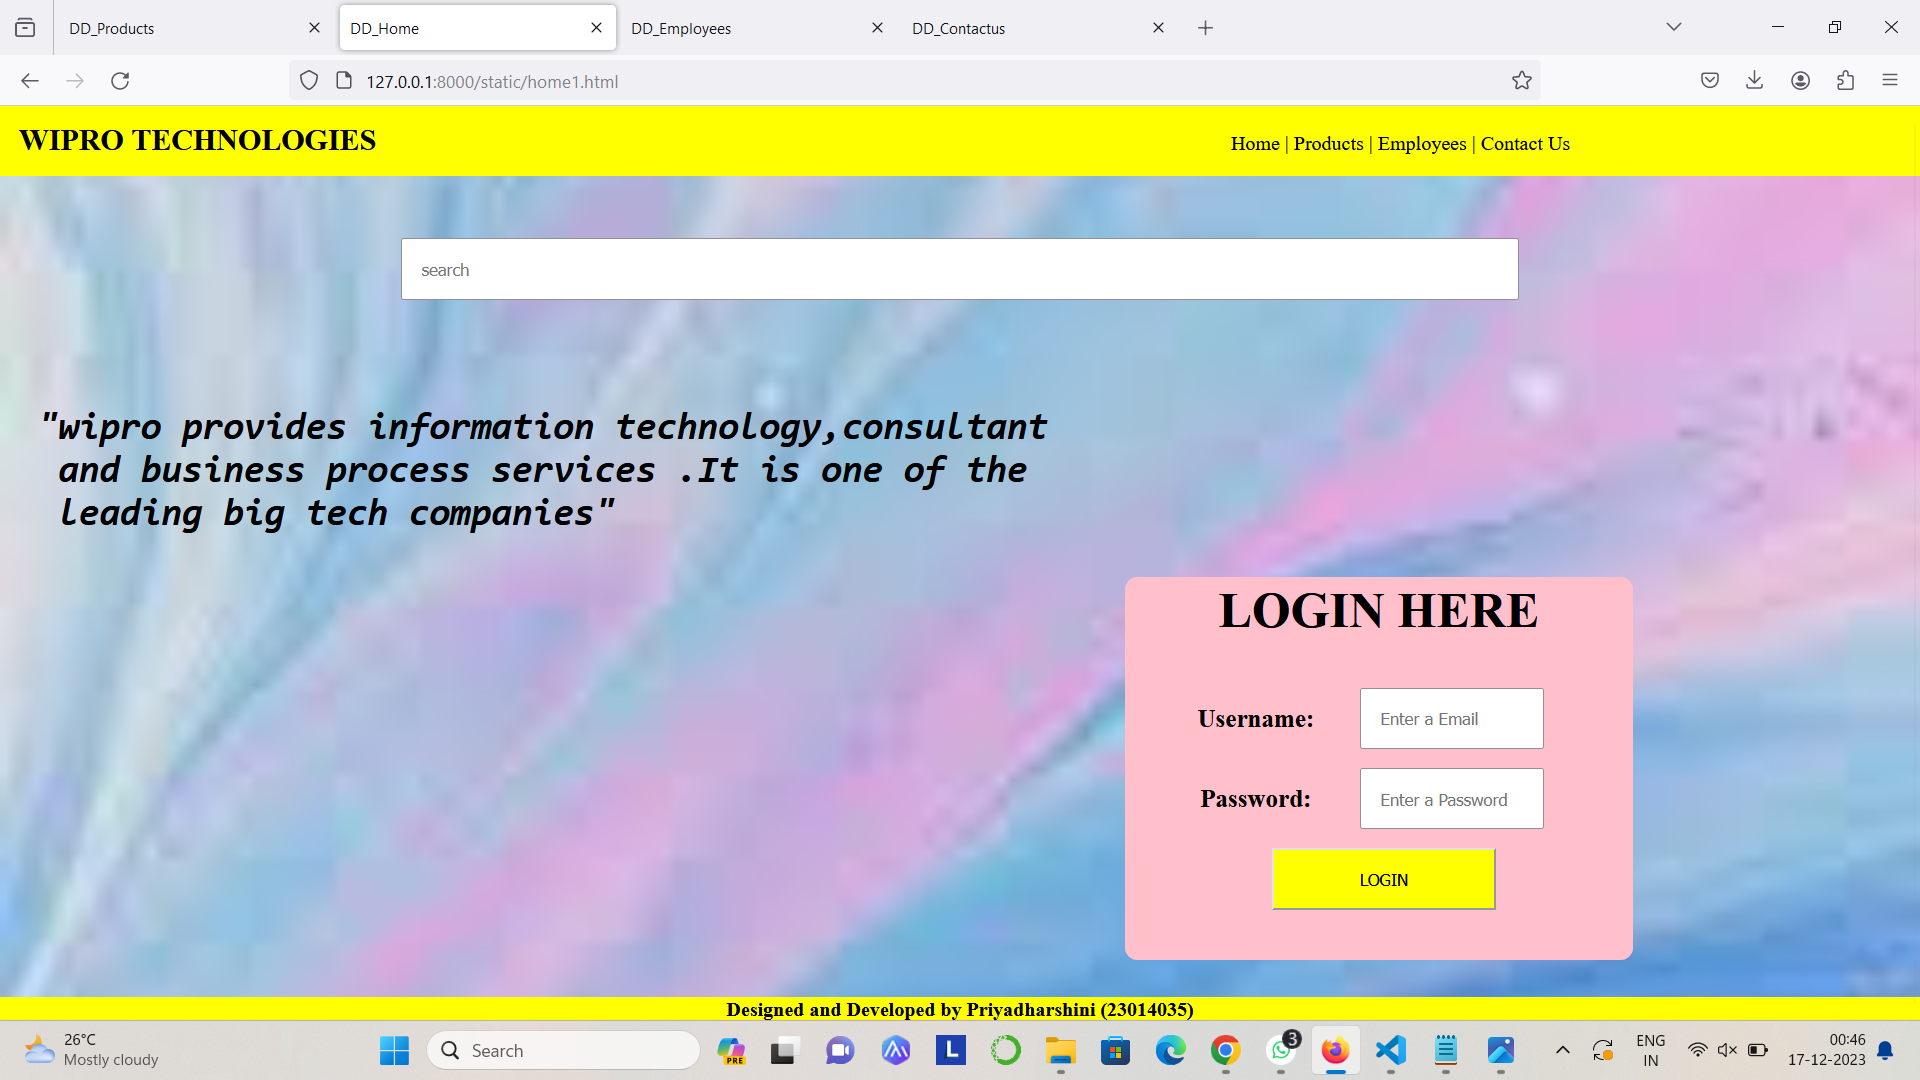 DD_Products
DD_Home
DD_Employees
DD_Contactus
127.0.0.1:8000/static/home1.html
WIPRO TECHNOLOGIES
Home | Products | Employees | Contact Us
search
"wipro provides information technology,consultant
and business process services .It is one of the
leading big tech companies"
LOGIN HERE
Username:
Enter a Email
Password:
Enter a Password
LOGIN
Designed and Developed by Priyadharshini (23014035)
26°C
Mostly cloudy
Search
PRE
L
3
ENG
IN
00:46
17-12-2023